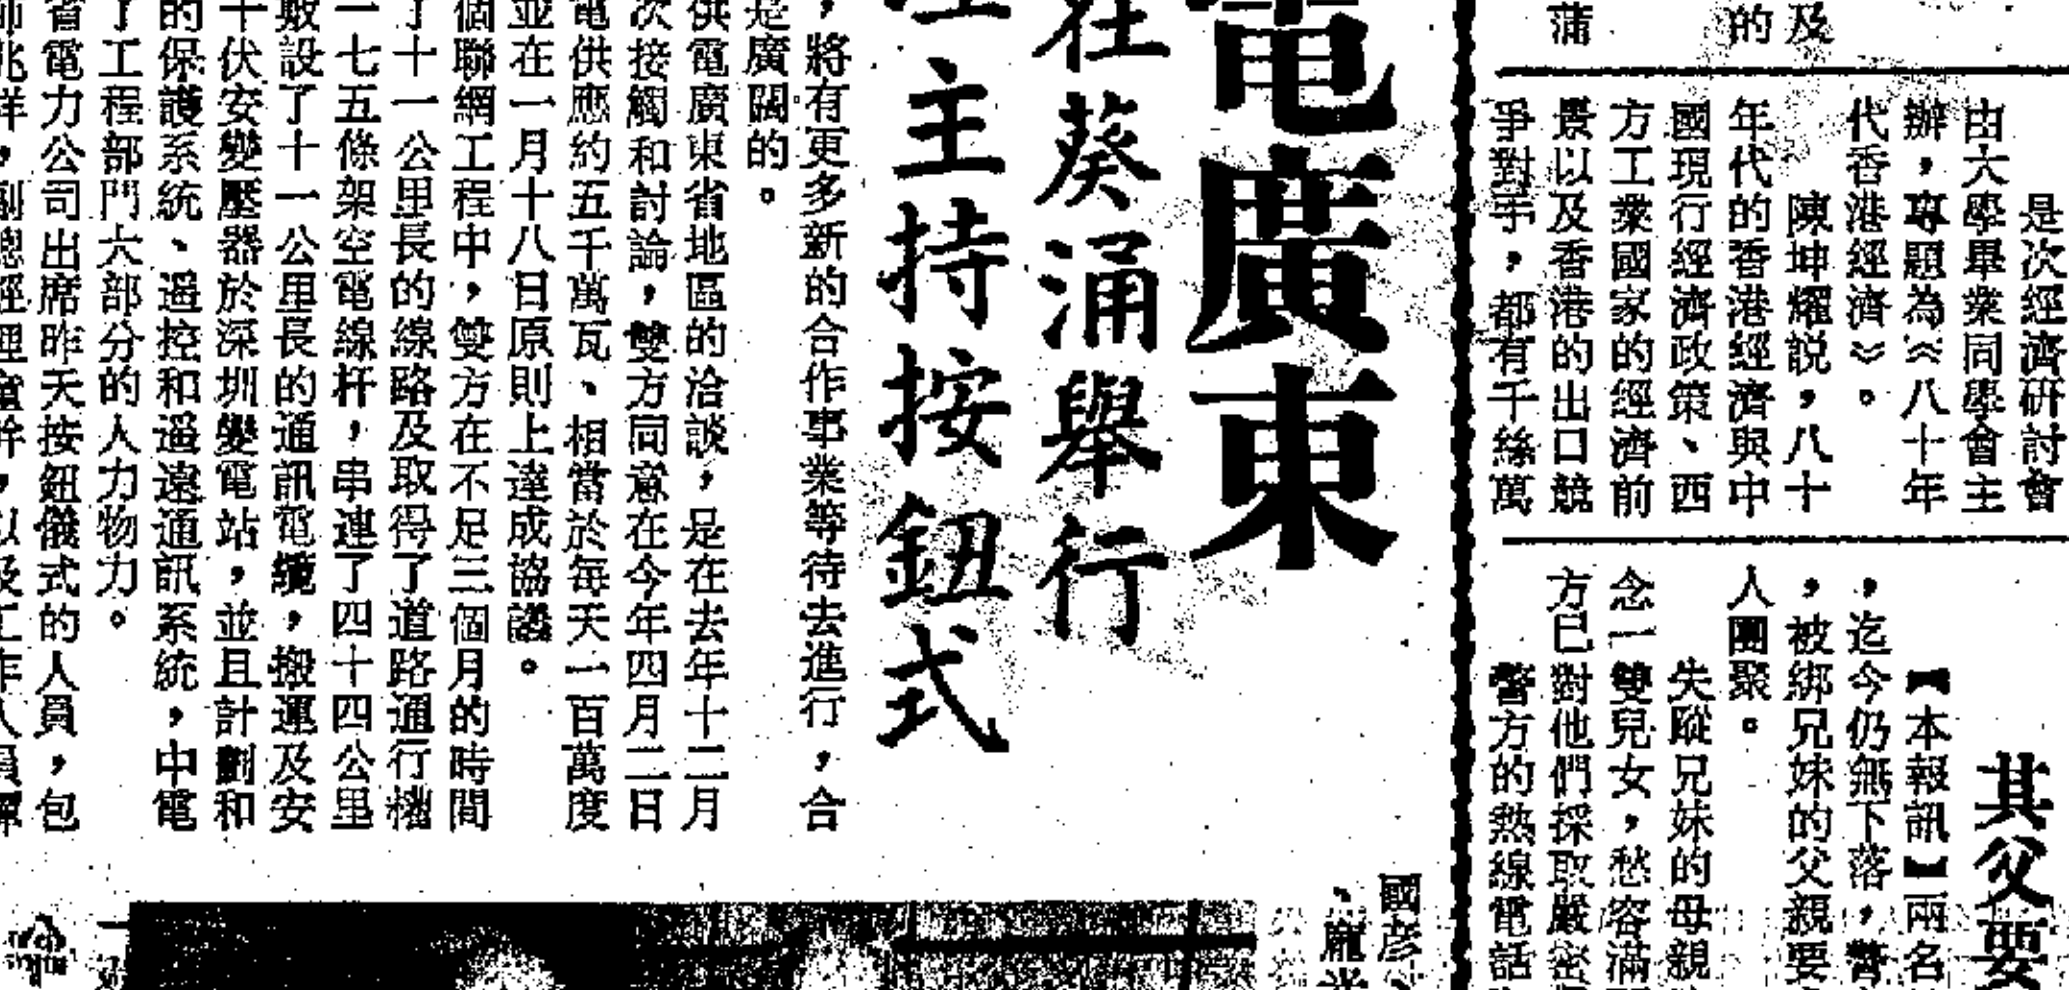 及
的
蒲
是次經濟研討會
由大學畢業同學會主
辦，專題為《八十年
代香港經濟》。
陳坤耀説，八十
年代的香港經濟與中
國現行經濟政策、西
方工業國家的經濟前
景以及香港的出口競
爭對手，都有千絲萬
其父要
【本報訊】兩名
，迄今仍無下落，警
，被綁兄妹的父親要
人團聚。
失蹤兄妹的母親
念一雙兒女，愁容滿
方已對他們採取嚴密
警方的熱線電話
電廣東
在葵涌舉行
主持按鈕式
，將有更多新的合作事業等待去進行，合
是廣闊的。
供電廣東省地區的洽談，是在去年十二月
次接觸和討論，雙方同意在今年四月二日
電供應約五千萬瓦、相當於每天一百萬度
並在一月十八日原則上達成協議。
個聯網工程中，雙方在不足三個月的時間
了十一公里長的線路及取得了道路通行權
一七五條架空電線杆，串連了四十四公里
敷設了十一公里長的通訊電纜，搬運及安
十伏安變壓器於深圳變電站，並且計劃和
的保護系統、遥控和遥遠通訊系統，中電
了工程部門大部分的人力物力。
省電力公司出席昨天按鈕儀式的人員，包
祥，副總經理
國彥
、龐